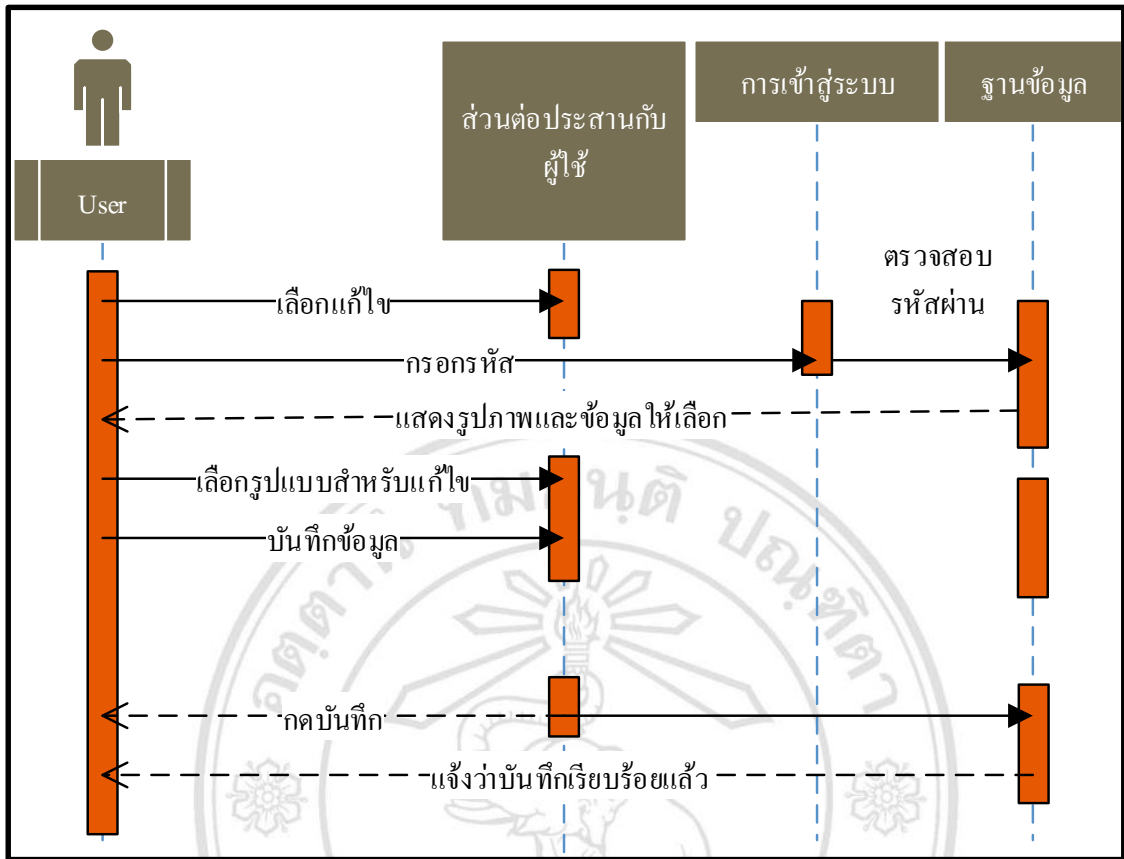 การเข้าสู่ระบบ
ฐานข้อมูล
ส่วนต่อประสานกับ
ผู้ใช้
User
ตรวจสอบ
รหัสผ่าน
เลือกแก้ไข
กรอกรหัส
แสดงรูปภาพและข้อมูลให้เลือก
เลือกรูปแบบสำหรับแก้ไข
บันทึกข้อมูล
กดบันทึก
แจ้งว่าบันทึกเรียบร้อยแล้ว